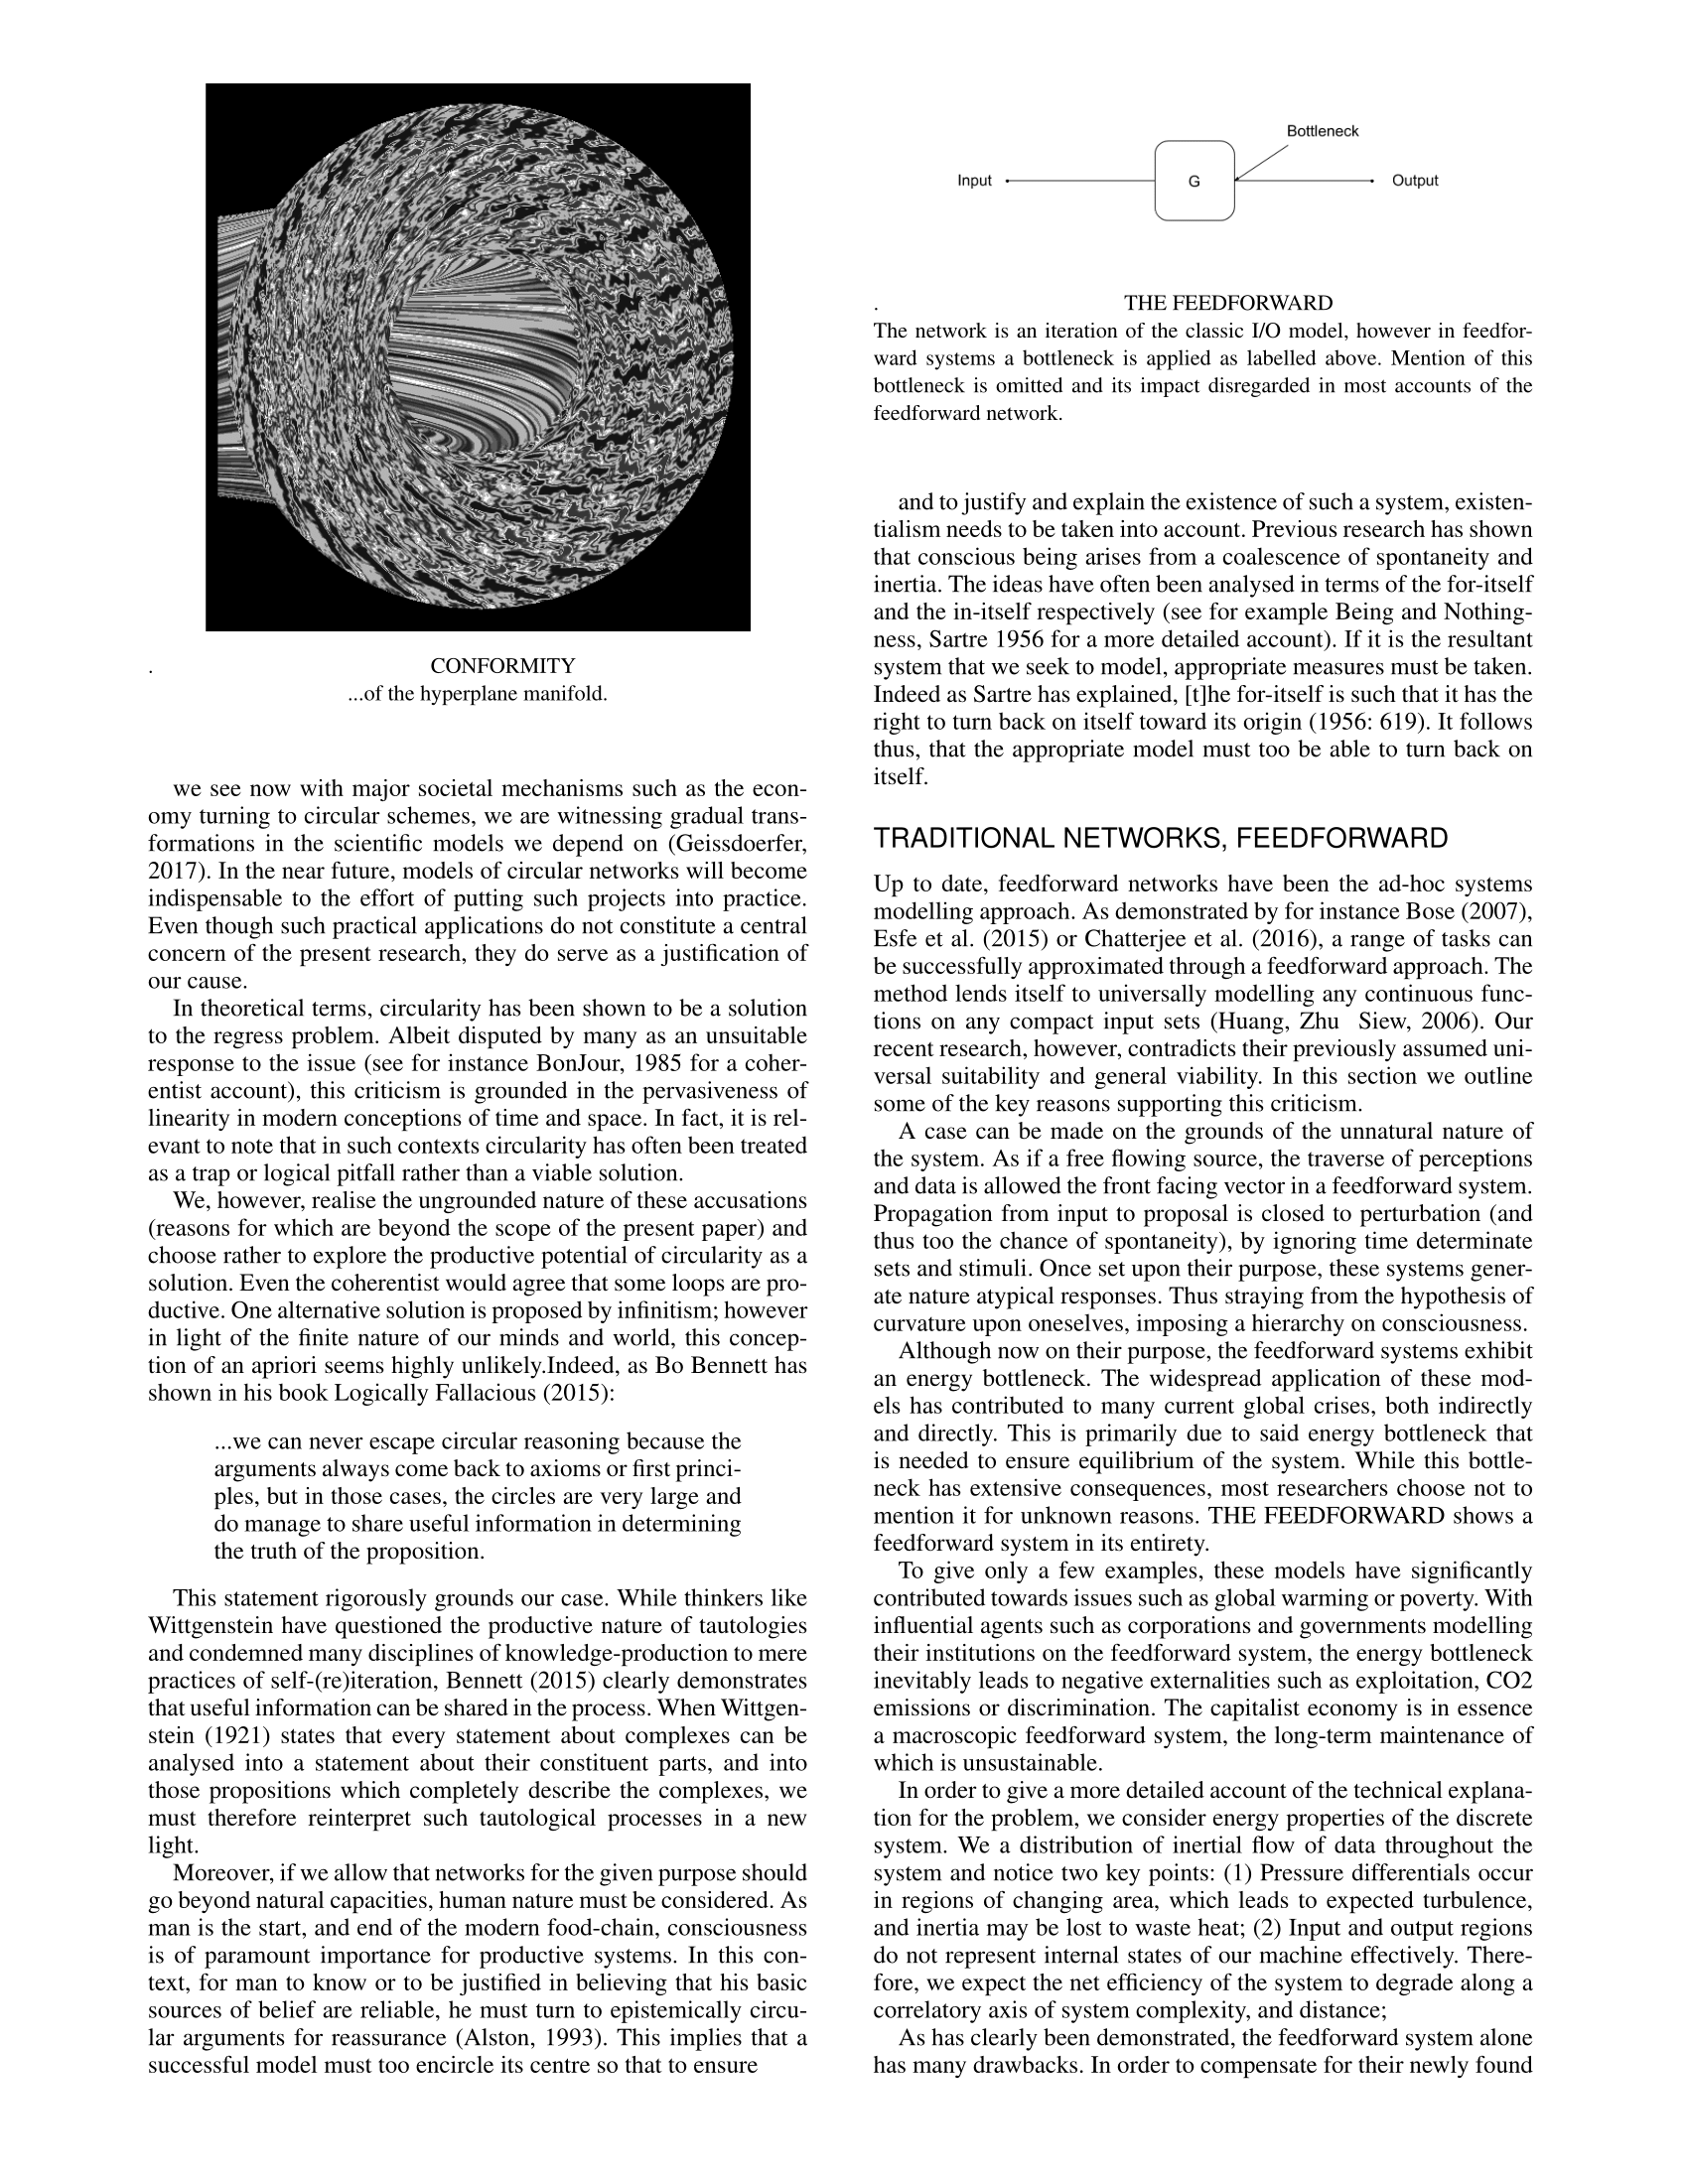 .
CONFORMITY
...of the hyperplane manifold.
we see now with major societal mechanisms such as the econ-
omy turning to circular schemes, we are witnessing gradual trans-
formations in the scientific models we depend on (Geissdoerfer,
2017). In the near future, models of circular networks will become
indispensable to the effort of putting such projects into practice.
Even though such practical applications do not constitute a central
concern of the present research, they do serve as a justification of
our cause.
In theoretical terms, circularity has been shown to be a solution
to the regress problem. Albeit disputed by many as an unsuitable
response to the issue (see for instance BonJour, 1985 for a coher-
entist account), this criticism is grounded in the pervasiveness of
linearity in modern conceptions of time and space. In fact, it is rel-
evant to note that in such contexts circularity has often been treated
as a trap or logical pitfall rather than a viable solution.
We, however, realise the ungrounded nature of these accusations
(reasons for which are beyond the scope of the present paper) and
choose rather to explore the productive potential of circularity as a
solution. Even the coherentist would agree that some loops are pro-
ductive. One alternative solution is proposed by infinitism; however
in light of the finite nature of our minds and world, this concep-
tion of an apriori seems highly unlikely.Indeed, as Bo Bennett has
shown in his book Logically Fallacious (2015):
...we can never escape circular reasoning because the
arguments always come back to axioms or first princi-
ples, but in those cases, the circles are very large and
do manage to share useful information in determining
the truth of the proposition.
This statement rigorously grounds our case. While thinkers like
Wittgenstein have questioned the productive nature of tautologies
and condemned many disciplines of knowledge-production to mere
practices of self-(re)iteration, Bennett (2015) clearly demonstrates
that useful information can be shared in the process. When Wittgen-
stein (1921) states that every statement about complexes can be
analysed into a statement about their constituent parts, and into
those propositions which completely describe the complexes, we
must therefore reinterpret such tautological processes in a new
light.
Moreover, if we allow that networks for the given purpose should
go beyond natural capacities, human nature must be considered. As
man is the start, and end of the modern food-chain, consciousness
is of paramount importance for productive systems. In this con-
text, for man to know or to be justified in believing that his basic
sources of belief are reliable, he must turn to epistemically circu-
lar arguments for reassurance (Alston, 1993). This implies that a
successful model must too encircle its centre so that to ensure
Bottleneck
Input
G
Output
.
THE FEEDFORWARD
The network is an iteration of the classic I/O model, however in feedfor-
ward systems a bottleneck is applied as labelled above. Mention of this
bottleneck is omitted and its impact disregarded in most accounts of the
feedforward network.
and to justify and explain the existence of such a system, existen-
tialism needs to be taken into account. Previous research has shown
that conscious being arises from a coalescence of spontaneity and
inertia. The ideas have often been analysed in terms of the for-itself
and the in-itself respectively (see for example Being and Nothing-
ness, Sartre 1956 for a more detailed account). If it is the resultant
system that we seek to model, appropriate measures must be taken.
Indeed as Sartre has explained, [t]he for-itself is such that it has the
right to turn back on itself toward its origin (1956: 619). It follows
thus, that the appropriate model must too be able to turn back on
itself.
TRADITIONAL NETWORKS, FEEDFORWARD
Up to date, feedforward networks have been the ad-hoc systems
modelling approach. As demonstrated by for instance Bose (2007),
Esfe et al. (2015) or Chatterjee et al. (2016), a range of tasks can
be successfully approximated through a feedforward approach. The
method lends itself to universally modelling any continuous func-
tions on any compact input sets (Huang, Zhu Siew, 2006). Our
recent research, however, contradicts their previously assumed uni-
versal suitability and general viability. In this section we outline
some of the key reasons supporting this criticism.
A case can be made on the grounds of the unnatural nature of
the system. As if a free flowing source, the traverse of perceptions
and data is allowed the front facing vector in a feedforward system.
Propagation from input to proposal is closed to perturbation (and
thus too the chance of spontaneity), by ignoring time determinate
sets and stimuli. Once set upon their purpose, these systems gener-
ate nature atypical responses. Thus straying from the hypothesis of
curvature upon oneselves, imposing a hierarchy on consciousness.
Although now on their purpose, the feedforward systems exhibit
an energy bottleneck. The widespread application of these mod-
els has contributed to many current global crises, both indirectly
and directly. This is primarily due to said energy bottleneck that
is needed to ensure equilibrium of the system. While this bottle-
neck has extensive consequences, most researchers choose not to
mention it for unknown reasons. THE FEEDFORWARD shows a
feedforward system in its entirety.
To give only a few examples, these models have significantly
contributed towards issues such as global warming or poverty. With
influential agents such as corporations and governments modelling
their institutions on the feedforward system, the energy bottleneck
inevitably leads to negative externalities such as exploitation, CO2
emissions or discrimination. The capitalist economy is in essence
a macroscopic feedforward system, the long-term maintenance of
which is unsustainable.
In order to give a more detailed account of the technical explana-
tion for the problem, we consider energy properties of the discrete
system. We a distribution of inertial flow of data throughout the
system and notice two key points: (1) Pressure differentials occur
in regions of changing area, which leads to expected turbulence,
and inertia may be lost to waste heat; (2) Input and output regions
do not represent internal states of our machine effectively. There-
fore, we expect the net efficiency of the system to degrade along a
correlatory axis of system complexity, and distance;
As has clearly been demonstrated, the feedforward system alone
has many drawbacks. In order to compensate for their newly found